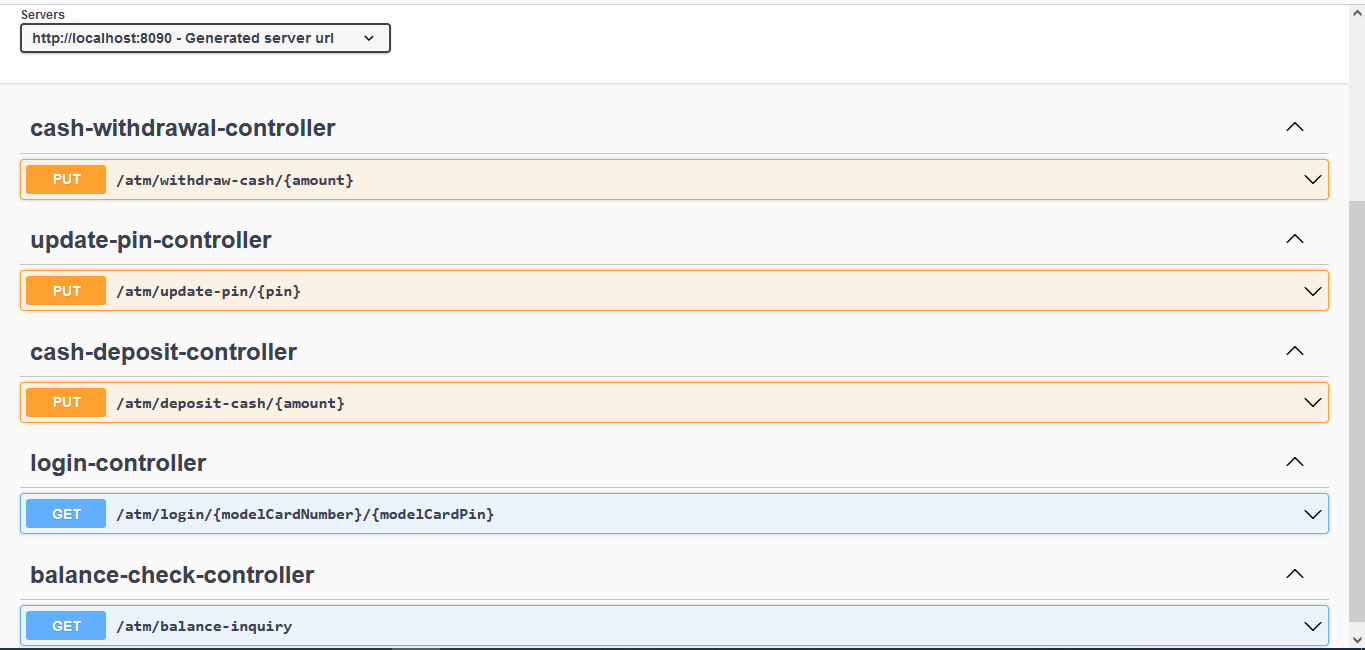 Servers
http://localhost:8090 - Generated server url
cash-withdrawal-controller
PUT /atm/withdraw-cash/{amount}
update-pin-controller
PUT /atm/update-pin/{pin}
cash-deposit-controller
PUT /atm/deposit-cash/{amount}
login-controller
GET /atm/login/{modelCardNumber}/{modelCardPin}
balance-check-controller
GET /atm/balance-inquiry